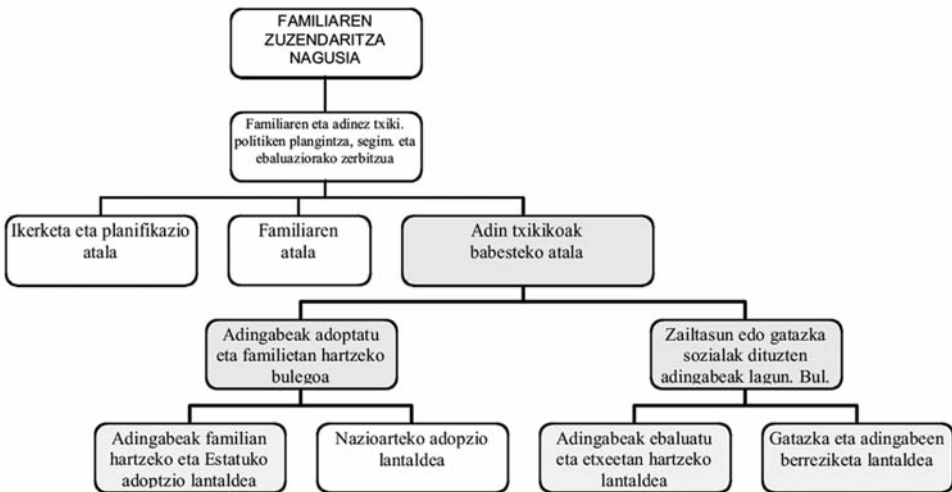 FAMILIAREN
ZUZENDARITZA
NAGUSIA
Familiaren eta adinez txiki.
politiken plangintza, segim. eta
ebaluaziorako zerbitzua
Ikerketa eta planifikazio
atala
Familiaren
atala
Adin txikikoak
babesteko atala
Adingabeak adoptatu
eta familietan hartzeko
bulegoa
Zailtasun edo gatazka
sozialak dituzten
adingabeak lagun. Bul.
Adingabeak familian
hartzeko eta Estatuko
adoptzio lantaldea
Nazioarteko adopzio
lantaldea
Adingabeak ebaluatu
eta etxeetan hartzeko
lantaldea
Gatazka eta adingabeen
berreziketa lantaldea